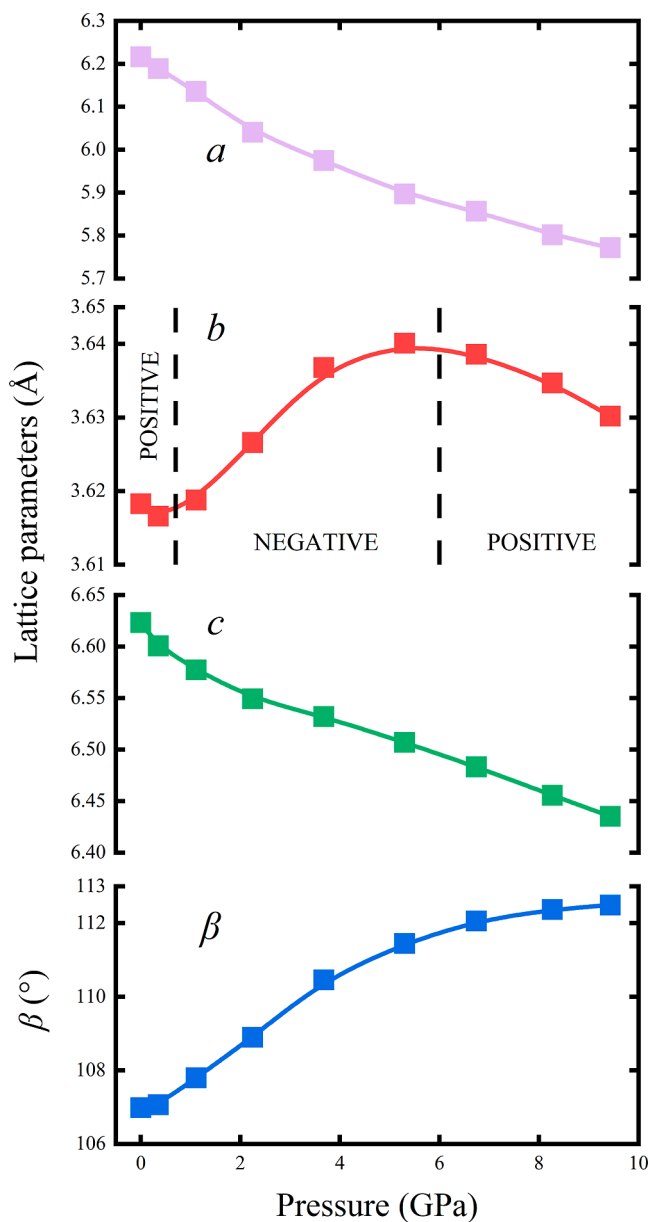 6.3
6.2
6.1
6.0
5.9
5.8
5.7
a
3.65
3.64
3.63
3.62
3.61
b
POSITIVE
NEGATIVE
POSITIVE
Lattice parameters (Å)
6.65
6.60
6.55
6.50
6.45
6.40
c
113
112
110
108
106
β
β (°)
0 2 4 6 8 10
Pressure (GPa)